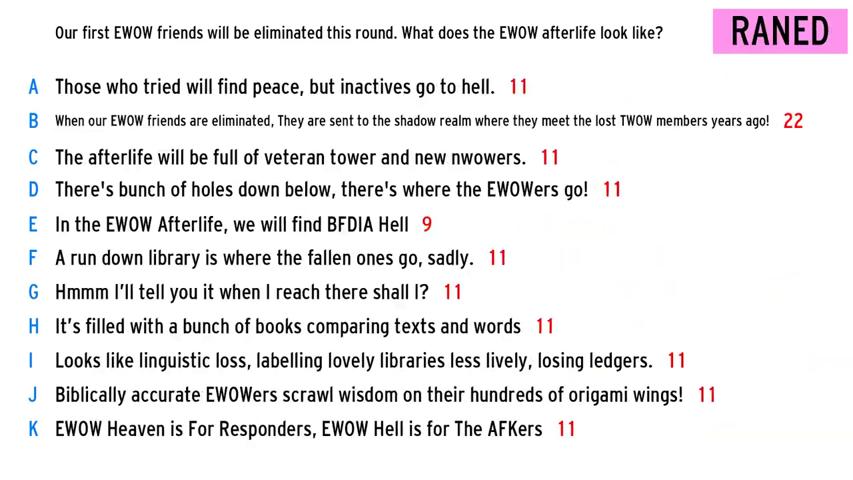 Our first EWOW friends will be eliminated this round. What does the EWOW afterlife look like?
RANED
A Those who tried will find peace, but inactives go to hell. 11
B When our EWOW friends are eliminated, They are sent to the shadow realm where they meet the lost TWOW members years ago! 22
C The afterlife will be full of veteran tower and new nwowers. 11
D There's bunch of holes down below, there's where the EWOWers go! 11
E In the EWOW Afterlife, we will find BFDIA Hell 9
F A run down library is where the fallen ones go, sadly. 11
G Hmmm I’ll tell you it when I reach there shall I? 11
H It’s filled with a bunch of books comparing texts and words 11
I Looks like linguistic loss, labelling lovely libraries less lively, losing ledgers. 11
J Biblically accurate EWOWers scrawl wisdom on their hundreds of origami wings! 11
K EWOW Heaven is For Responders, EWOW Hell is for The AFKers 11